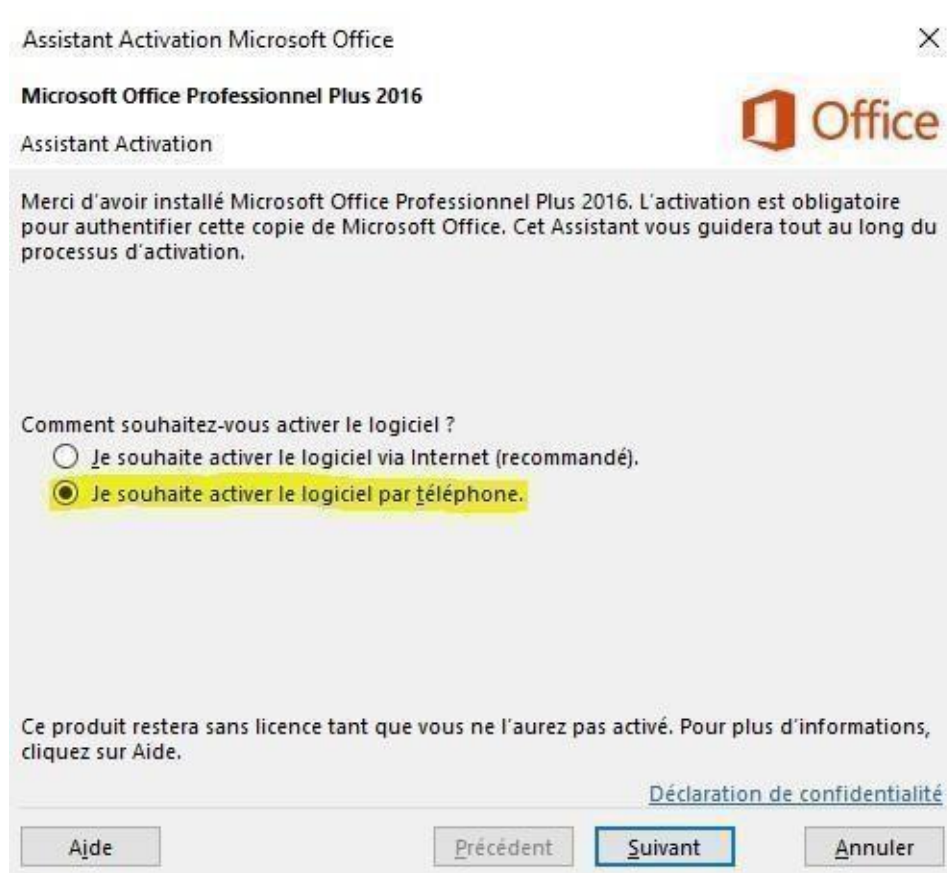 Assistant Activation Microsoft Office
Microsoft Office Professionnel Plus 2016
Office
Assistant Activation
Merci d'avoir installé Microsoft Office Professionnel Plus 2016. L'activation est obligatoire
pour authentifier cette copie de Microsoft Office. Cet Assistant vous guidera tout au long du
processus d'activation.
Comment souhaitez-vous activer le logiciel ?
Je souhaite activer le logiciel via Internet (recommandé).
Je souhaite activer le logiciel par téléphone.
Ce produit restera sans licence tant que vous ne l'aurez pas activé. Pour plus d'informations,
cliquez sur Aide.
Déclaration de confidentialité
Aide Précédent Suivant Annuler